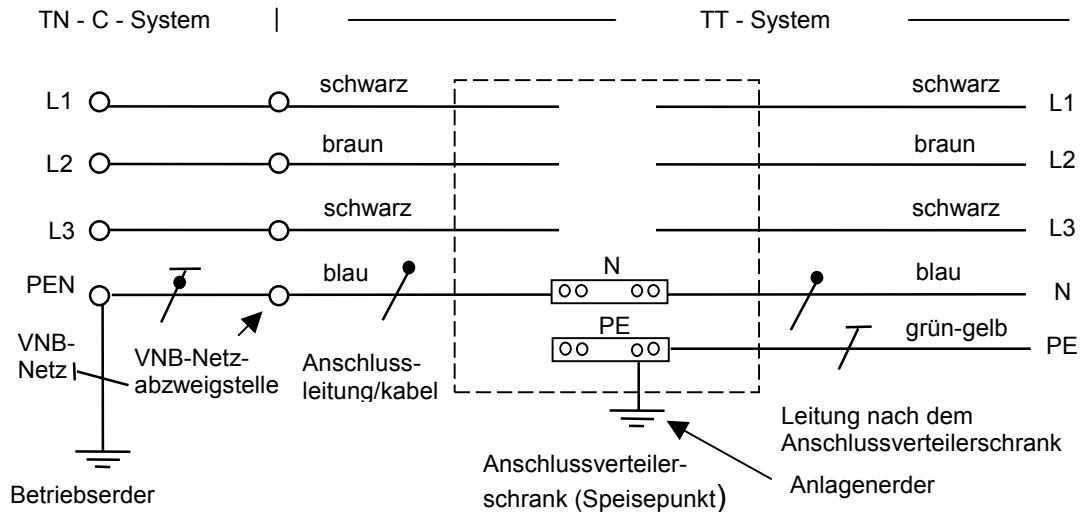 TN - C - System | TT - System
schwarz schwarz
L1 L1
braun braun
L2 L2
schwarz schwarz
L3 L3
PEN blau N blau N
PE grün-gelb PE
VNB-
Netz
VNB-Netz-
abzweigstelle
Anschluss-
leitung/kabel
Leitung nach dem
Anschlussverteilerschrank
Betriebserder
Anschlussverteiler-
schrank (Speisepunkt)
Anlagenerder